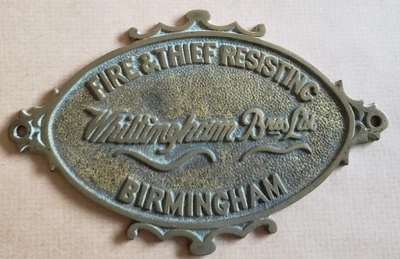 FIRE & THIEF RESISTING
Whittingham Bros Ltd
BIRMINGHAM